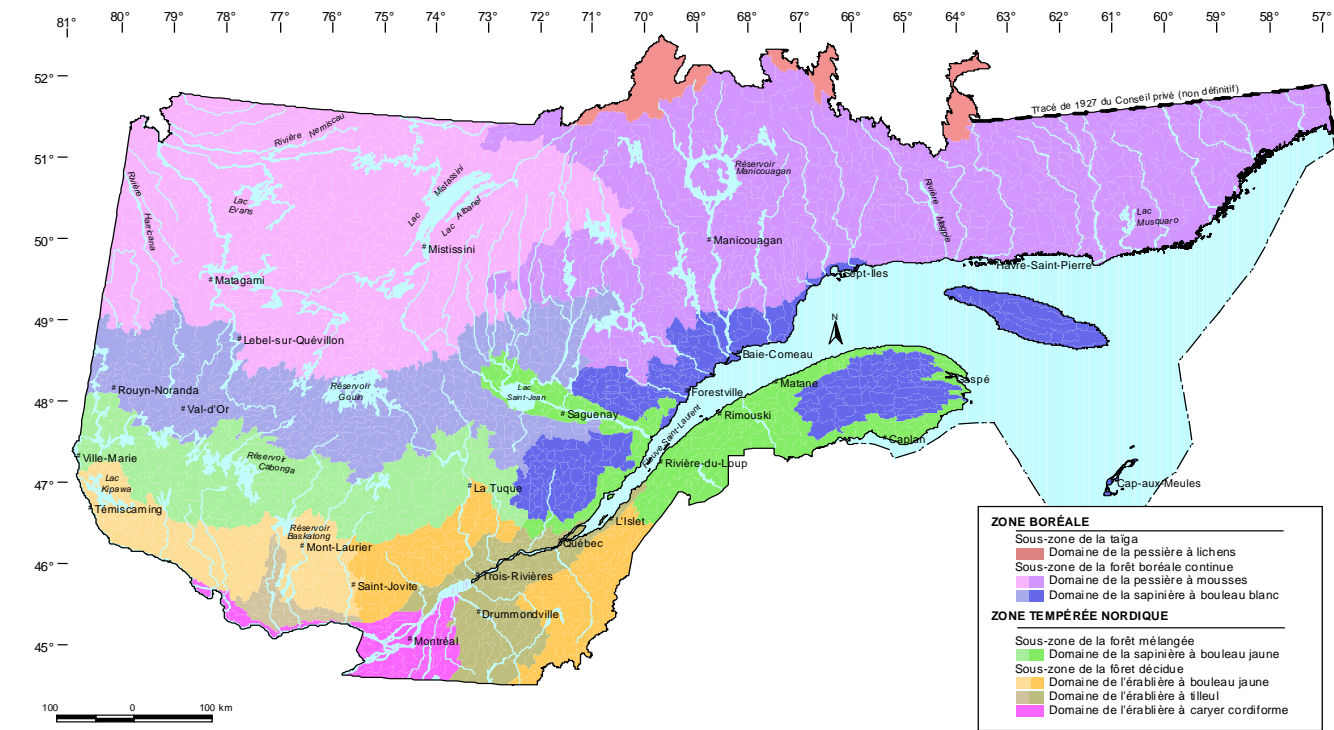 81° 80° 79° 78° 77° 76° 75° 74° 73° 72° 71° 70° 69° 68° 67° 66° 65° 64° 63° 62° 61° 60° 59° 58° 57°
52°
51°
50°
49°
48°
47°
46°
45°
Tracé de 1927 du Conseil privé (non définitif)
Rivière Nemiscau
Rivière Harricana
Lac Evans
Lac Mistassini
Lac Albanel
Mistissini
Matagami
Réservoir
Manicouagan
Manicouagan
Rivière Magpie
Lac
Muscuaro
Havre-Saint-Pierre
Sept-Iles
Lebel-sur-Quévillon
N
Baie-Comeau
Rouyn-Noranda
Val-d'Or
Réservoir
Gouin
Lac
Saint-Jean
Saguenay
Forestville
Matane
Gaspé
Rimouski
Caplan
Fleuve Saint-Laurent
Ville-Marie
Lac
Kipawa
Témiscaming
Réservoir
Cabonga
La Tuque
Rivière-du-Loup
Cap-aux-Meules
Réservoir
Baskatong
Mont-Laurier
L'Islet
Québec
Saint-Jovite
Trois-Rivières
Drummondville
Montréal
100 0 100 km
ZONE BORÉALE
Sous-zone de la taïga
Domaine de la pessière à lichens
Sous-zone de la forêt boréale continue
Domaine de la pessière à mousses
Domaine de la sapinière à bouleau blanc
ZONE TEMPÉRÉE NORDIQUE
Sous-zone de la forêt mélangée
Domaine de la sapinière à bouleau jaune
Sous-zone de la fôret décidue
Domaine de l'érablière à bouleau jaune
Domaine de l'érablière à tilleul
Domaine de l'érablière à caryer cordiforme